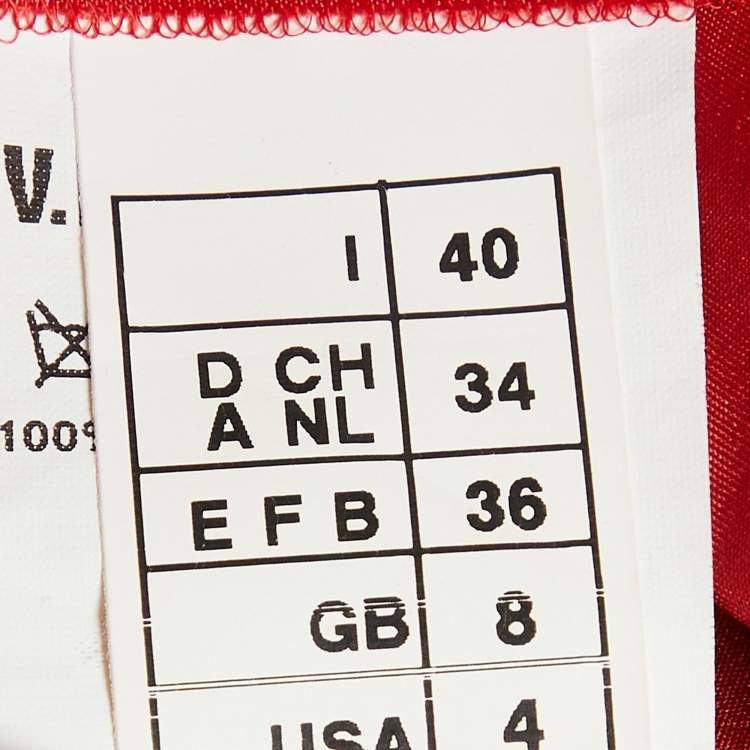 V.
I 40
D CH
A NL 34
E F B 36
GB 8
USA 4
100%